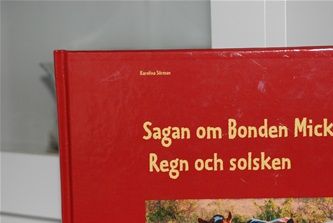 Karolina Sörman
Sagan om Bonden Mick
Regn och solsken